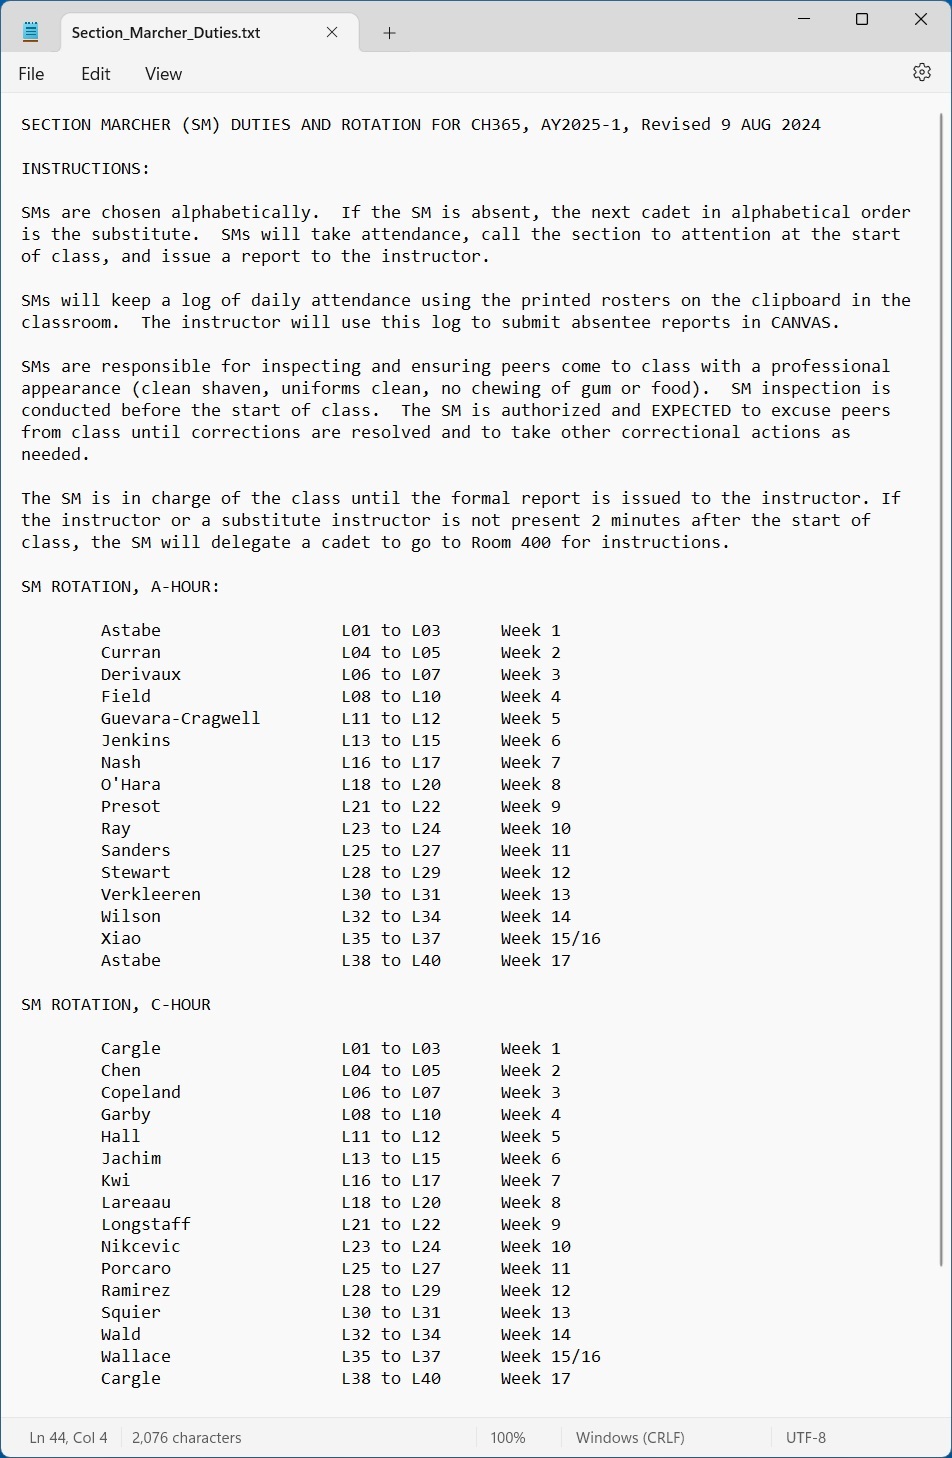 Section_Marcher_Duties.txt
File Edit View
SECTION MARCHER (SM) DUTIES AND ROTATION FOR CH365, AY2025-1, Revised 9 AUG 2024
INSTRUCTIONS:
SMs are chosen alphabetically.  If the SM is absent, the next cadet in alphabetical order
is the substitute.  SMs will take attendance, call the section to attention at the start
of class, and issue a report to the instructor.
SMs will keep a log of daily attendance using the printed rosters on the clipboard in the
classroom.  The instructor will use this log to submit absentee reports in CANVAS.
SMs are responsible for inspecting and ensuring peers come to class with a professional
appearance (clean shaven, uniforms clean, no chewing of gum or food).  SM inspection is
conducted before the start of class.  The SM is authorized and EXPECTED to excuse peers
from class until corrections are resolved and to take other correctional actions as
needed.
The SM is in charge of the class until the formal report is issued to the instructor. If
the instructor or a substitute instructor is not present 2 minutes after the start of
class, the SM will delegate a cadet to go to Room 400 for instructions.
SM ROTATION, A-HOUR:
Astabe L01 to L03 Week 1
Curran L04 to L05 Week 2
Derivaux L06 to L07 Week 3
Field L08 to L10 Week 4
Guevara-Cragwell L11 to L12 Week 5
Jenkins L13 to L15 Week 6
Nash L16 to L17 Week 7
O'Hara L18 to L20 Week 8
Presot L21 to L22 Week 9
Ray L23 to L24 Week 10
Sanders L25 to L27 Week 11
Stewart L28 to L29 Week 12
Verkleeren L30 to L31 Week 13
Wilson L32 to L34 Week 14
Xiao L35 to L37 Week 15/16
Astabe L38 to L40 Week 17
SM ROTATION, C-HOUR
Cargle L01 to L03 Week 1
Chen L04 to L05 Week 2
Copeland L06 to L07 Week 3
Garby L08 to L10 Week 4
Hall L11 to L12 Week 5
Jachim L13 to L15 Week 6
Kwi L16 to L17 Week 7
Lareaau L18 to L20 Week 8
Longstaff L21 to L22 Week 9
Nikcevic L23 to L24 Week 10
Porcaro L25 to L27 Week 11
Ramirez L28 to L29 Week 12
Squier L30 to L31 Week 13
Wald L32 to L34 Week 14
Wallace L35 to L37 Week 15/16
Cargle L38 to L40 Week 17
Ln 44, Col 4 2,076 characters 100% Windows (CRLF) UTF-8